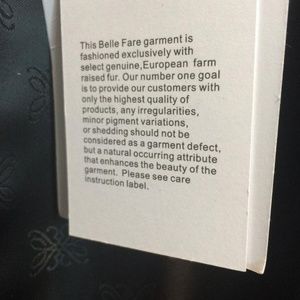 This Belle Fare garment is
fashioned exclusively with
select genuine,European farm
raised fur. Our number one goal
is to provide our customers with
only the highest quality of
products, any irregularities,
minor pigment variations,
or shedding should not be
considered as a garment defect,
but a natural occurring attribute
that enhances the beauty of the
garment. Please see care
instruction label.